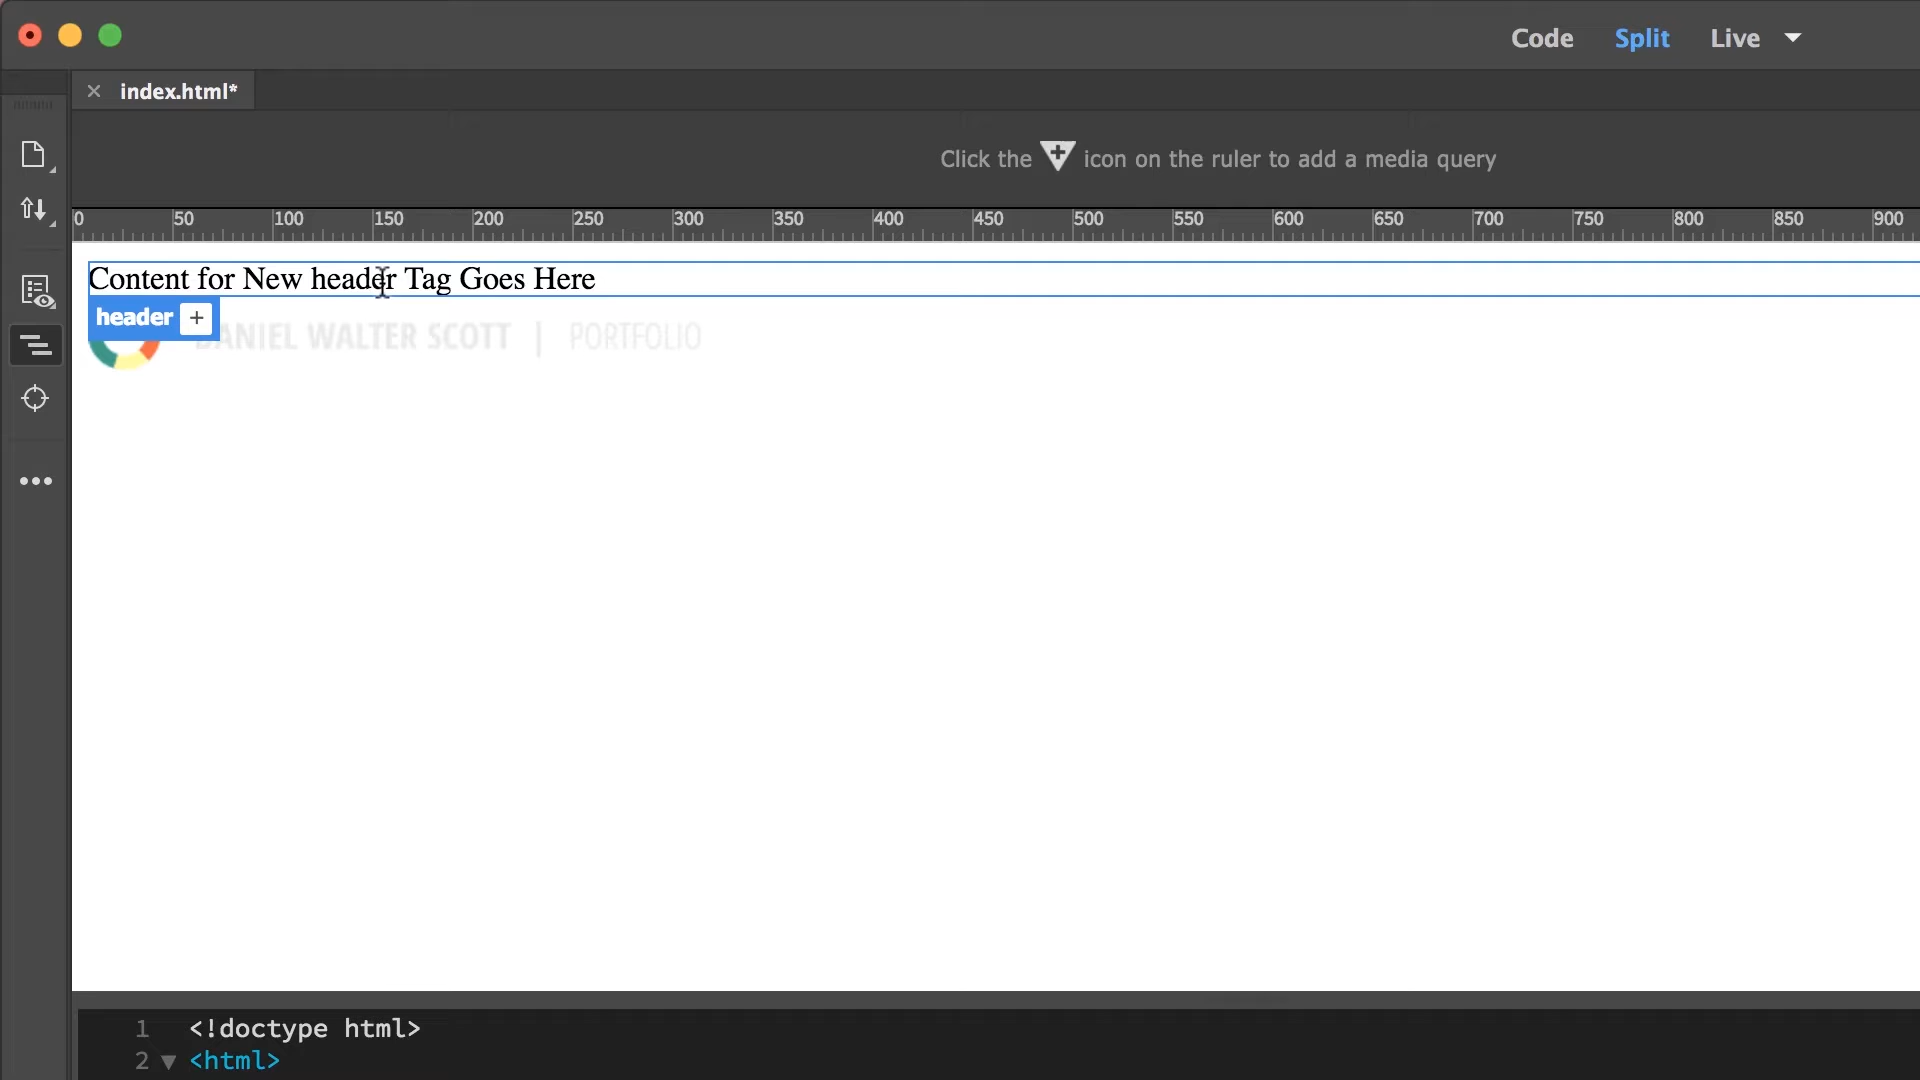 Code Split Live
index.html*
Click the icon on the ruler to add a media query
0 50 100 150 200 250 300 350 400 450 500 550 600 650 700 750 800 850 900
Content for New header Tag Goes Here
header +
DANIEL WALTER SCOTT | PORTFOLIO
1 <!doctype html>
2 <html>